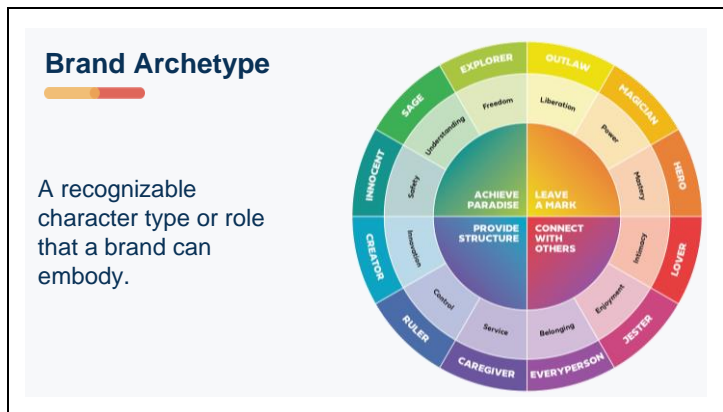 Brand Archetype
A recognizable
character type or role
that a brand can
embody.
EXPLORER
OUTLAW
MAGICIAN
HERO
LOVER
JESTER
EVERYPERSON
CAREGIVER
RULER
CREATOR
INNOCENT
SAGE
Freedom
Liberation
Power
Mastery
Intimacy
Enjoyment
Belonging
Service
Control
Innovation
Safety
Understanding
ACHIEVE
PARADISE
LEAVE
A MARK
PROVIDE
STRUCTURE
CONNECT
WITH
OTHERS